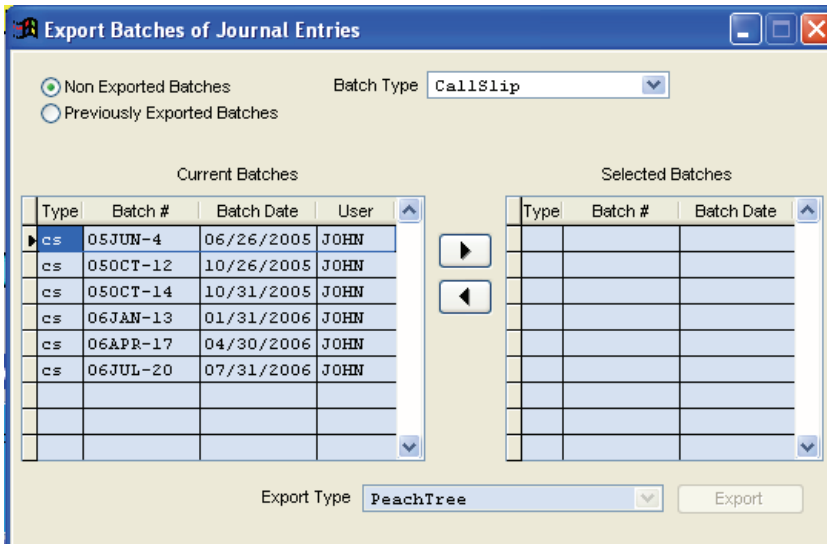 Export Batches of Journal Entries
Non Exported Batches
Batch Type CallSlip
Previously Exported Batches
Current Batches
Selected Batches
Type Batch # Batch Date User
Type Batch # Batch Date
cs 05JUN-4 06/26/2005 JOHN
cs 05OCT-12 10/26/2005 JOHN
cs 05OCT-14 10/31/2005 JOHN
cs 06JAN-13 01/31/2006 JOHN
cs 06APR-17 04/30/2006 JOHN
cs 06JUL-20 07/31/2006 JOHN
Export Type PeachTree Export